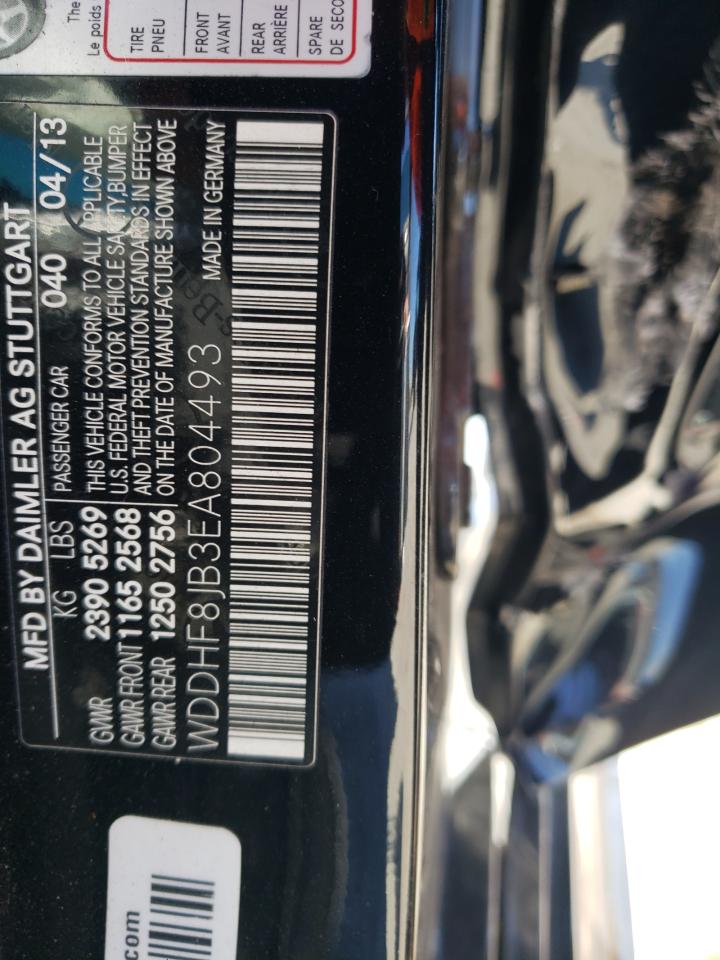 The
Le poids
TIRE
PNEU
FRONT
AVANT
REAR
ARRIÈRE
SPARE
DE SECO
MFD BY DAIMLER AG STUTTGART
KG LBS PASSENGER CAR 040 04/13
GVWR 2390 5269
GAWR FRONT 1165 2568
GAWR REAR 1250 2756
THIS VEHICLE CONFORMS TO ALL APPLICABLE
U.S. FEDERAL MOTOR VEHICLE SAFETY,BUMPER
AND THEFT PREVENTION STANDARDS IN EFFECT
ON THE DATE OF MANUFACTURE SHOWN ABOVE
WDDHF8JB3EA804493 MADE IN GERMANY
.com